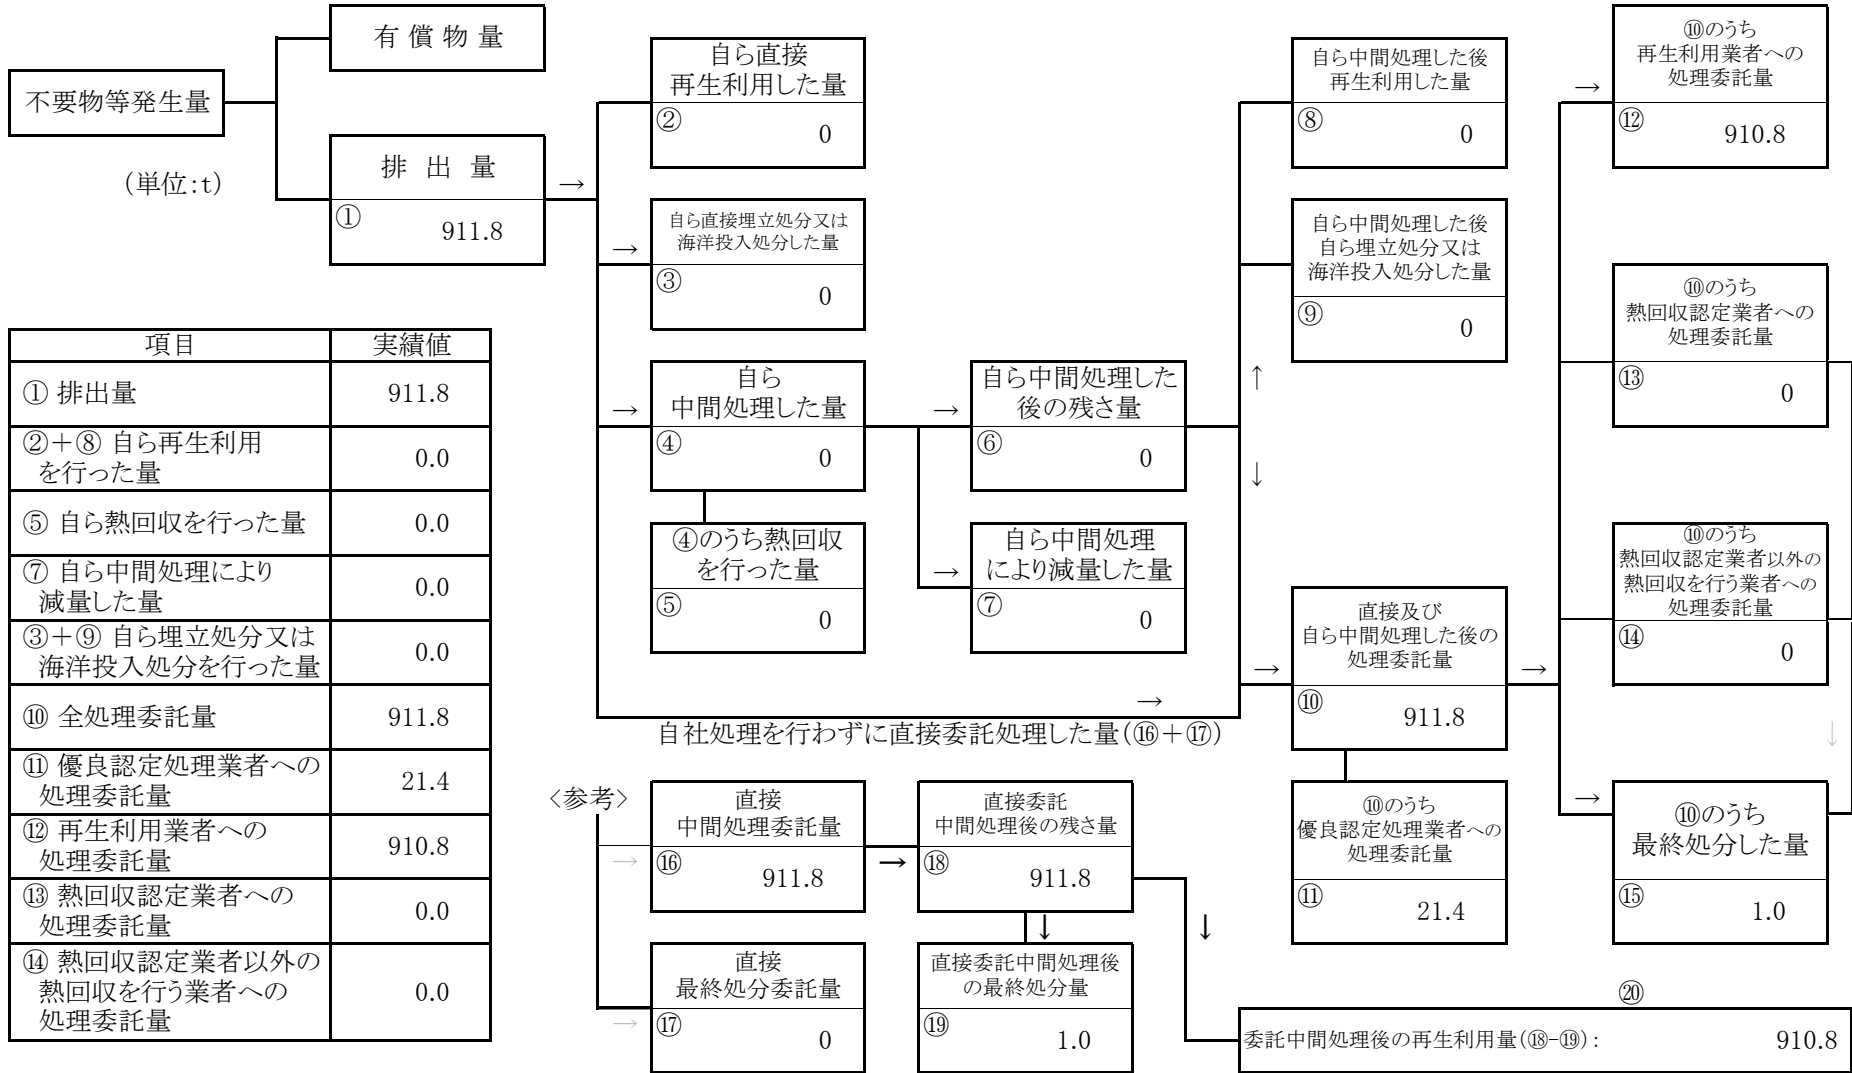 不要物等発生量
(単位:t)
有 償 物 量
排 出 量
①
911.8
→
自ら直接
再生利用した量
②
0
→
自ら直接埋立処分又は
海洋投入処分した量
③
0
→
自ら
中間処理した量
④
0
④のうち熱回収
を行った量
⑤
0
→
自ら中間処理した
後の残さ量
⑥
0
→
自ら中間処理
により減量した量
⑦
0
→
自社処理を行わずに直接委託処理した量(⑯+⑰)
↑
↓
自ら中間処理した後
再生利用した量
⑧
0
自ら中間処理した後
自ら埋立処分又は
海洋投入処分した量
⑨
0
→
直接及び
自ら中間処理した後の
処理委託量
⑩
911.8
⑩のうち
優良認定処理業者への
処理委託量
⑪
21.4
→
→
⑩のうち
再生利用業者への
処理委託量
⑫
910.8
⑩のうち
熱回収認定業者への
処理委託量
⑬
0
⑩のうち
熱回収認定業者以外の
熱回収を行う業者への
処理委託量
⑭
0
↓
→
⑩のうち
最終処分した量
⑮
1.0
項目 実績値
① 排出量 911.8
②+⑧ 自ら再生利用
を行った量 0.0
⑤ 自ら熱回収を行った量 0.0
⑦ 自ら中間処理により
減量した量 0.0
③+⑨ 自ら埋立処分又は
海洋投入処分を行った量 0.0
⑩ 全処理委託量 911.8
⑪ 優良認定処理業者への
処理委託量 21.4
⑫ 再生利用業者への
処理委託量 910.8
⑬ 熱回収認定業者への
処理委託量 0.0
⑭ 熱回収認定業者以外の
熱回収を行う業者への
処理委託量 0.0
<参考>
→
直接
中間処理委託量
⑯
911.8
→
直接
最終処分委託量
⑰
0
→
直接委託
中間処理後の残さ量
⑱
911.8
↓
直接委託中間処理後
の最終処分量
⑲
1.0
↓
⑳
委託中間処理後の再生利用量(⑱-⑲): 910.8